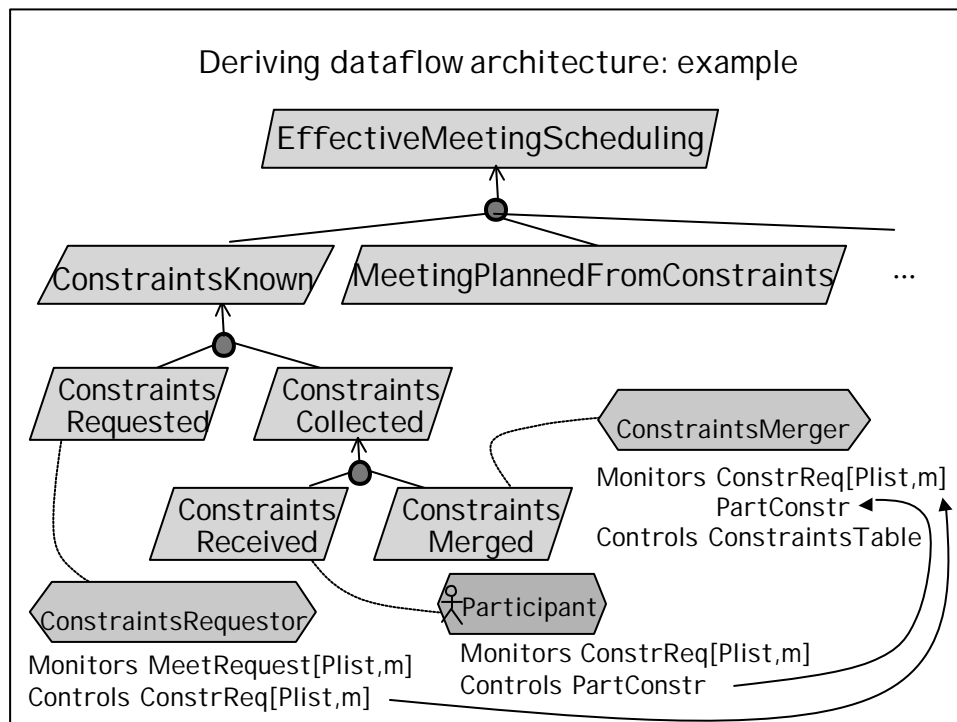 Deriving dataflow architecture: example
EffectiveMeetingScheduling
ConstraintsKnown
MeetingPlannedFromConstraints
...
Constraints
Requested
Constraints
Collected
ConstraintsMerger
Monitors ConstrReq[Plist,m]
PartConstr
Controls ConstraintsTable
Constraints
Received
Constraints
Merged
ConstraintsRequestor
Monitors MeetRequest[Plist,m]
Controls ConstrReq[Plist,m]
Participant
Monitors ConstrReq[Plist,m]
Controls PartConstr